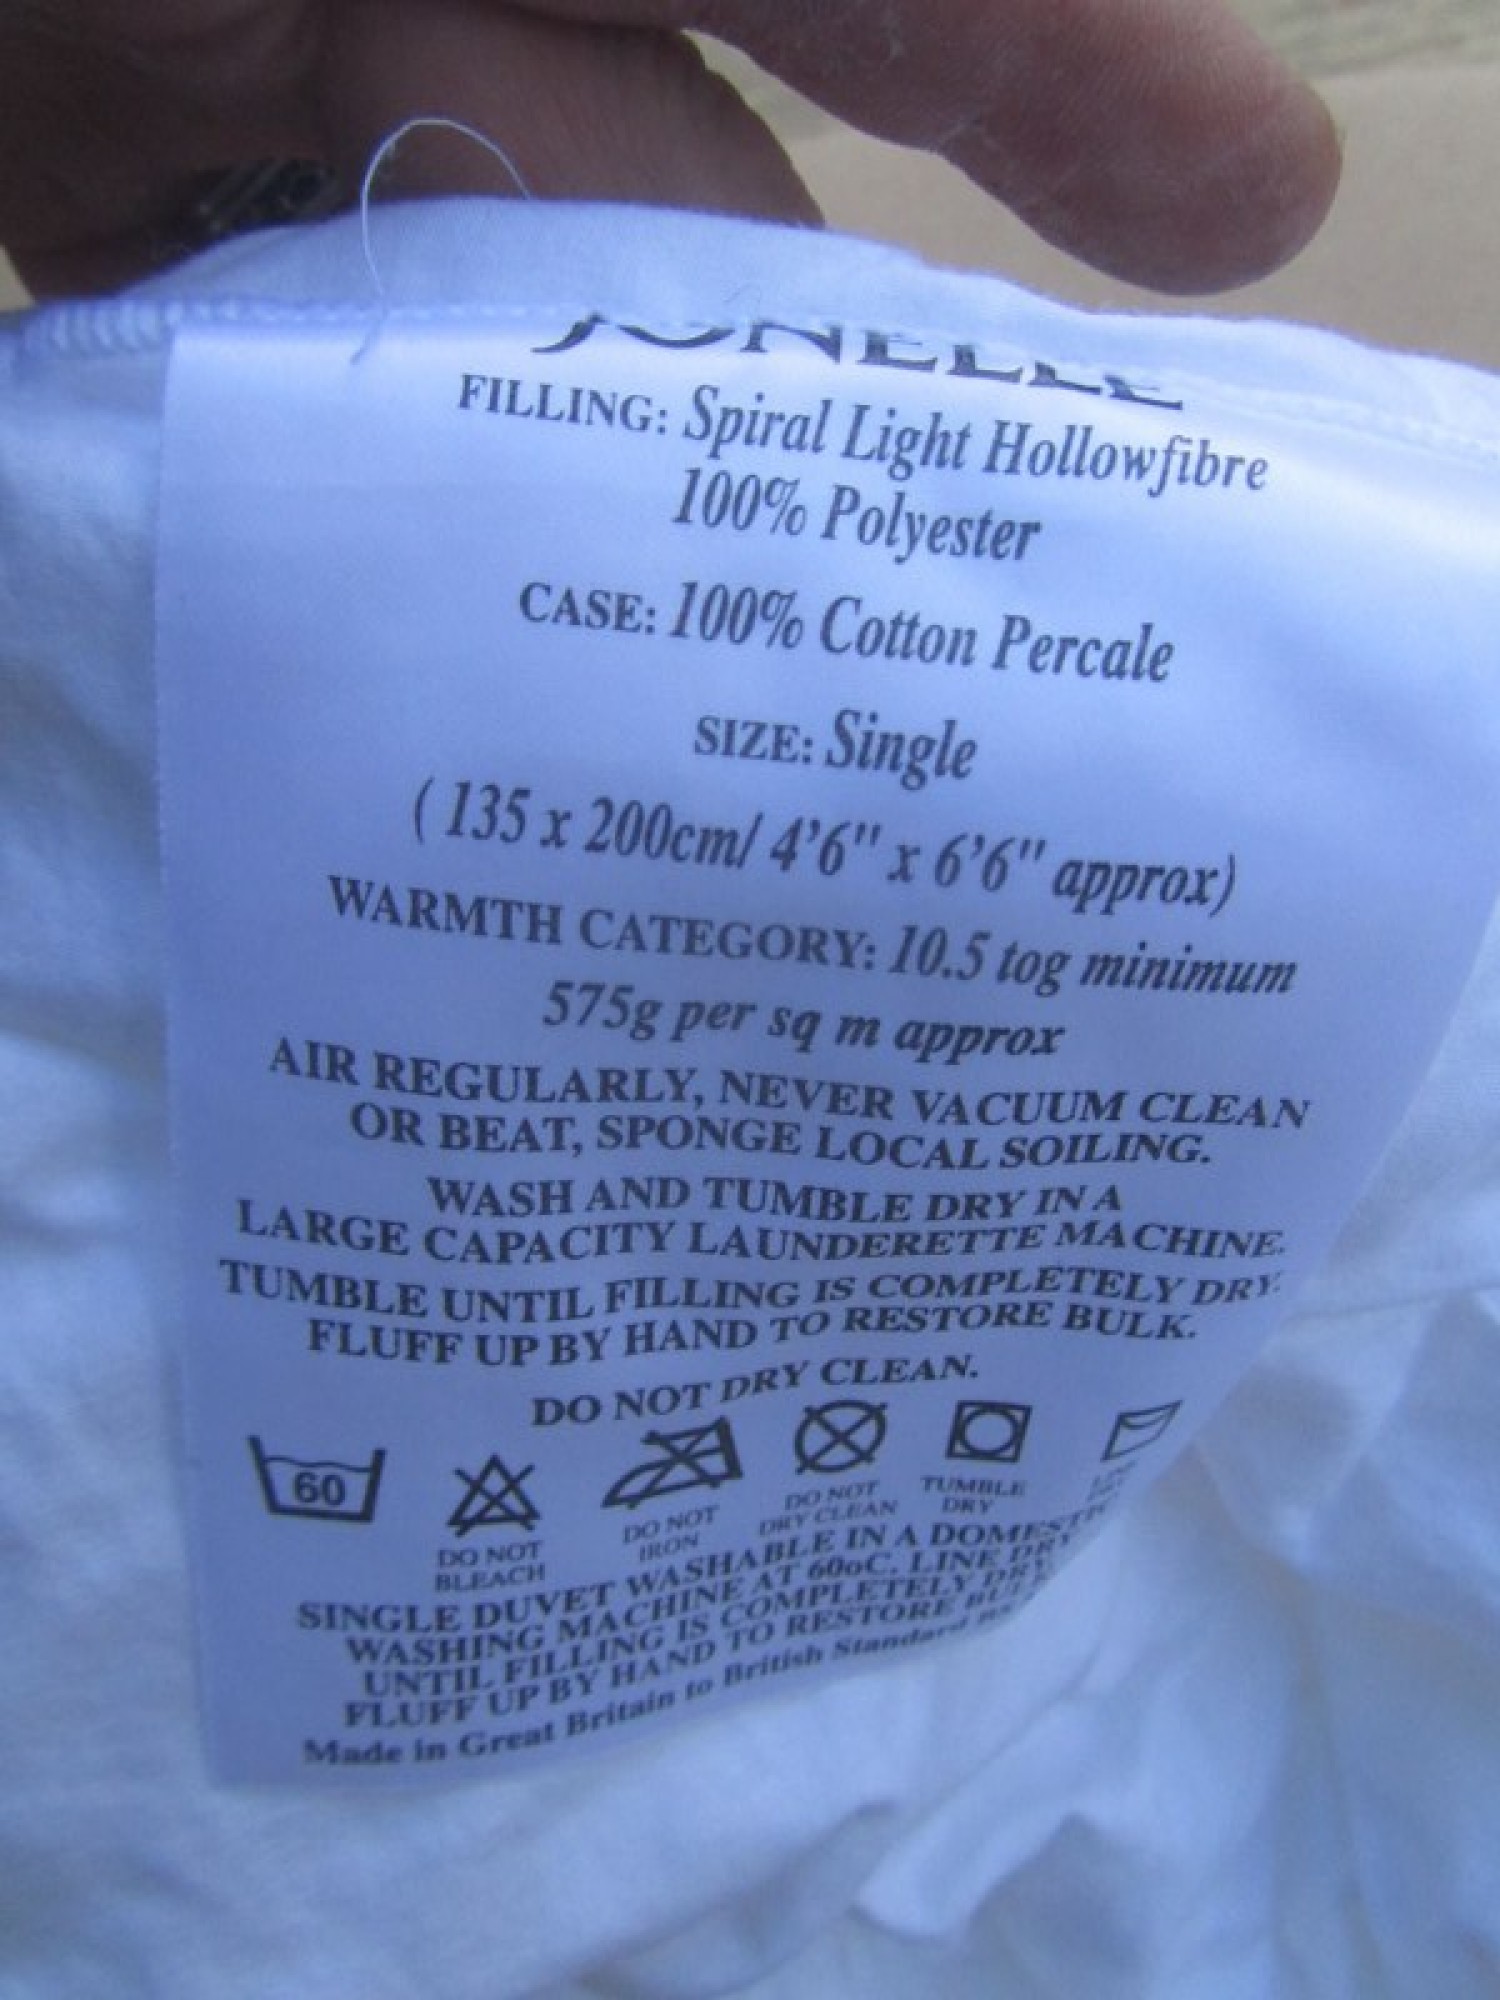 JONELLE
FILLING: Spiral Light Hollowfibre
100% Polyester
CASE: 100% Cotton Percale
SIZE: Single
( 135 x 200cm/ 4'6" x 6'6" approx)
WARMTH CATEGORY: 10.5 tog minimum
575g per sq m approx
AIR REGULARLY, NEVER VACUUM CLEAN
OR BEAT, SPONGE LOCAL SOILING.
WASH AND TUMBLE DRY IN A
LARGE CAPACITY LAUNDERETTE MACHINE.
TUMBLE UNTIL FILLING IS COMPLETELY DRY.
FLUFF UP BY HAND TO RESTORE BULK.
DO NOT DRY CLEAN.
60
DO NOT
BLEACH
DO NOT
IRON
DO NOT
DRY CLEAN
TUMBLE
DRY
SINGLE DUVET WASHABLE IN A DOMESTIC
WASHING MACHINE AT 60oC. LINE DRY
UNTIL FILLING IS COMPLETELY DRY
FLUFF UP BY HAND TO RESTORE BULK
Made in Great Britain to British Standard